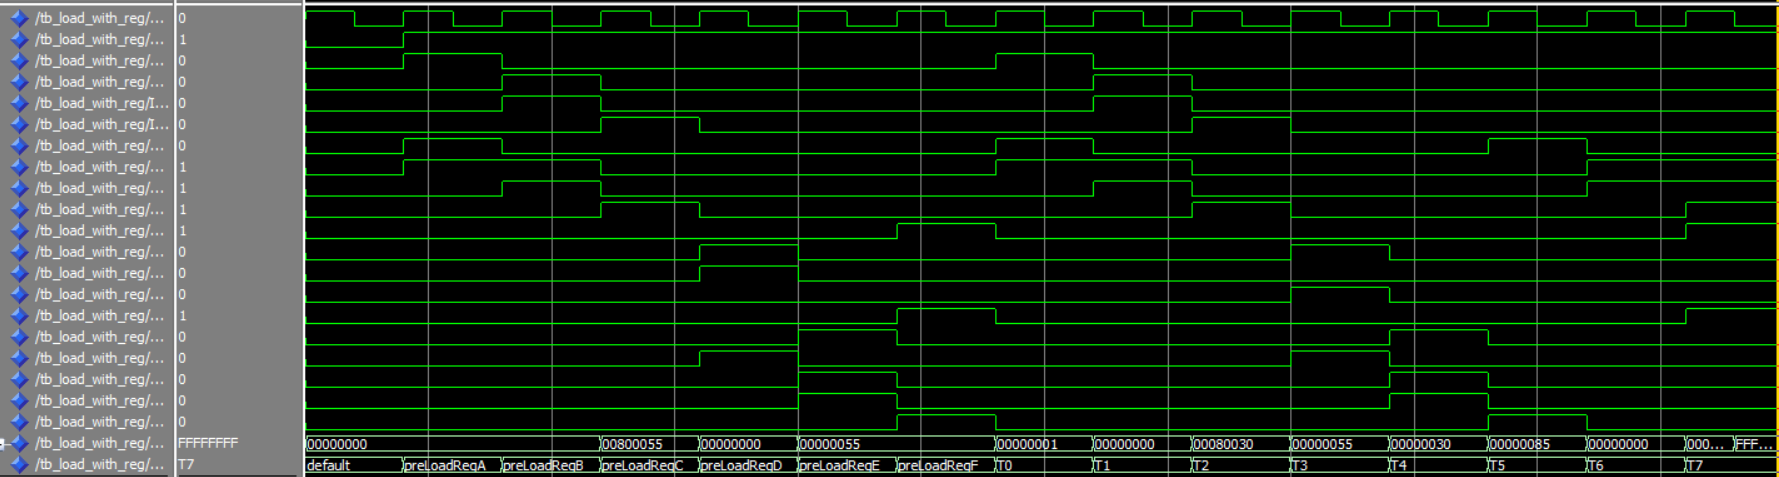 /tb_load_with_reg/... 0
/tb_load_with_reg/... 1
/tb_load_with_reg/... 0
/tb_load_with_reg/... 0
/tb_load_with_reg/I... 0
/tb_load_with_reg/I... 0
/tb_load_with_reg/... 0
/tb_load_with_reg/... 1
/tb_load_with_reg/... 1
/tb_load_with_reg/... 1
/tb_load_with_reg/... 1
/tb_load_with_reg/... 0
/tb_load_with_reg/... 0
/tb_load_with_reg/... 0
/tb_load_with_reg/... 1
/tb_load_with_reg/... 0
/tb_load_with_reg/... 0
/tb_load_with_reg/... 0
/tb_load_with_reg/... 0
/tb_load_with_reg/... 0
/tb_load_with_reg/... FFFFFFFF 00000000 00800055 00000000 00000055 00000001 00000000 00080030 00000055 00000030 00000085 00000000 000... FFF...
/tb_load_with_reg/... T7 default preLoadRegA preLoadRegB preLoadRegC preLoadRegD preLoadRegE preLoadRegF T0 T1 T2 T3 T4 T5 T6 T7